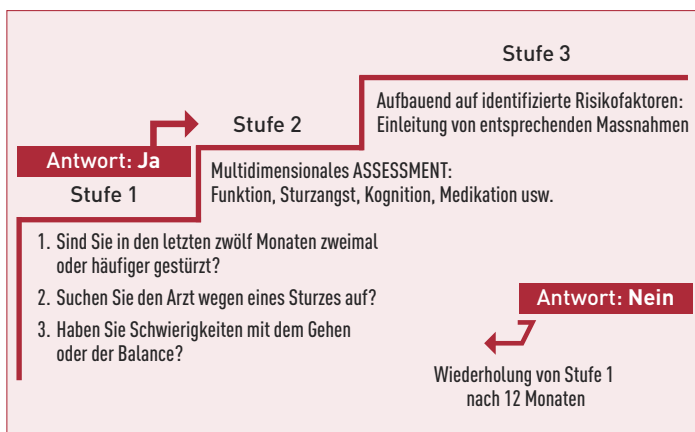 Stufe 3
Aufbauend auf identifizierte Risikofaktoren:
Einleitung von entsprechenden Massnahmen
Stufe 2
Multidimensionales ASSESSMENT:
Funktion, Sturzangst, Kognition, Medikation usw.
Antwort: Ja
Stufe 1
1. Sind Sie in den letzten zwölf Monaten zweimal
oder häufiger gestürzt?
2. Suchen Sie den Arzt wegen eines Sturzes auf?
3. Haben Sie Schwierigkeiten mit dem Gehen
oder der Balance?
Antwort: Nein
Wiederholung von Stufe 1
nach 12 Monaten